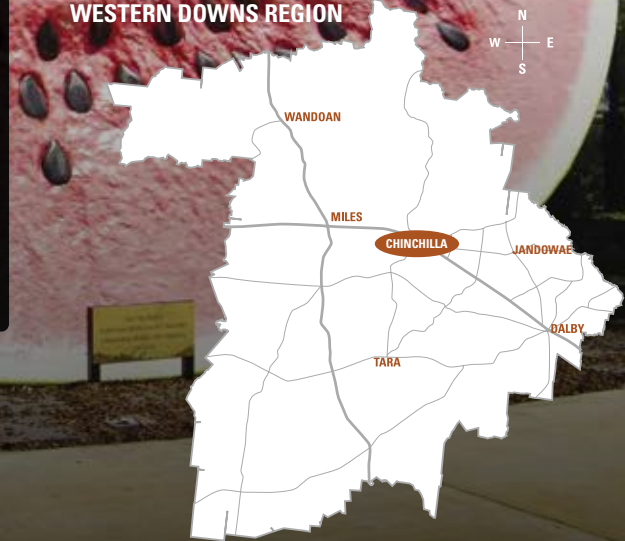 WESTERN DOWNS REGION
N
W E
S
WANDOAN
MILES
CHINCHILLA
JANDOWAE
DALBY
TARA